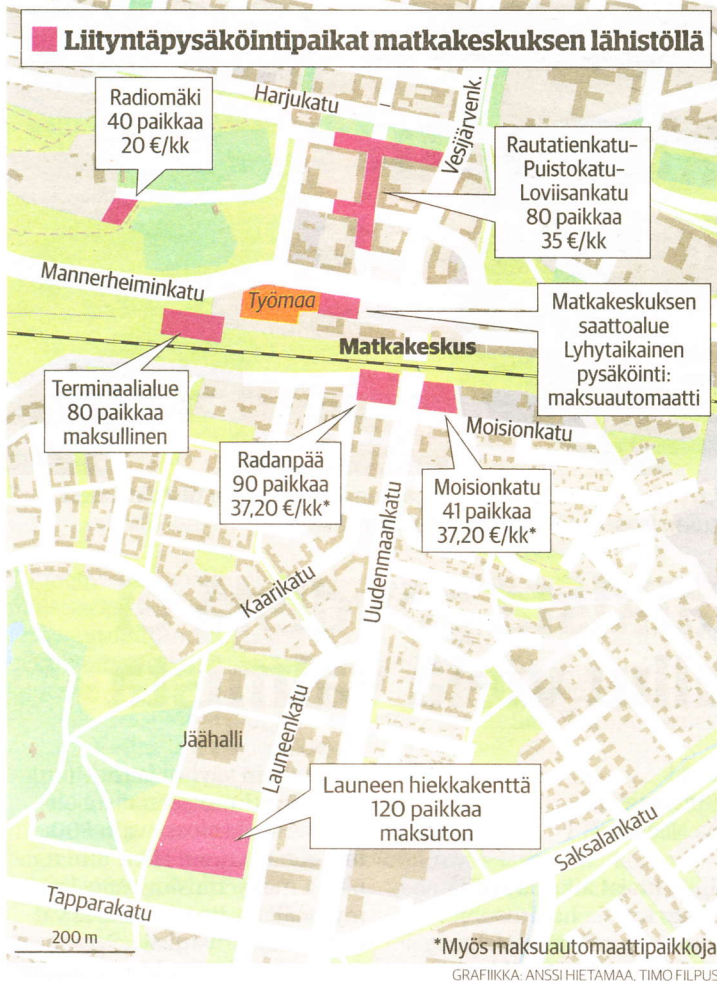 Liityntäpysäköintipaikat matkakeskuksen lähistöllä
Harjukatu
Vesijärvenk.
Radiomäki
40 paikkaa
20 €/kk
Rautatienkatu–
Puistokatu–
Loviisankatu
80 paikkaa
35 €/kk
Mannerheiminkatu
Työmaa
Matkakeskuksen
saattoalue
Lyhytaikainen
pysäköinti:
maksuautomaatti
Matkakeskus
Terminaalialue
80 paikkaa
maksullinen
Moisionkatu
Radanpää
90 paikkaa
37,20 €/kk*
Moisionkatu
41 paikkaa
37,20 €/kk*
Uudenmaankatu
Kaarikatu
Launeenkatu
Jäähalli
Launeen hiekkakenttä
120 paikkaa
maksuton
Saksalankatu
Tapparakatu
200 m
*Myös maksuautomaattipaikkoja
GRAFIIKKA: ANSSI HIETAMAA, TIMO FILPUS